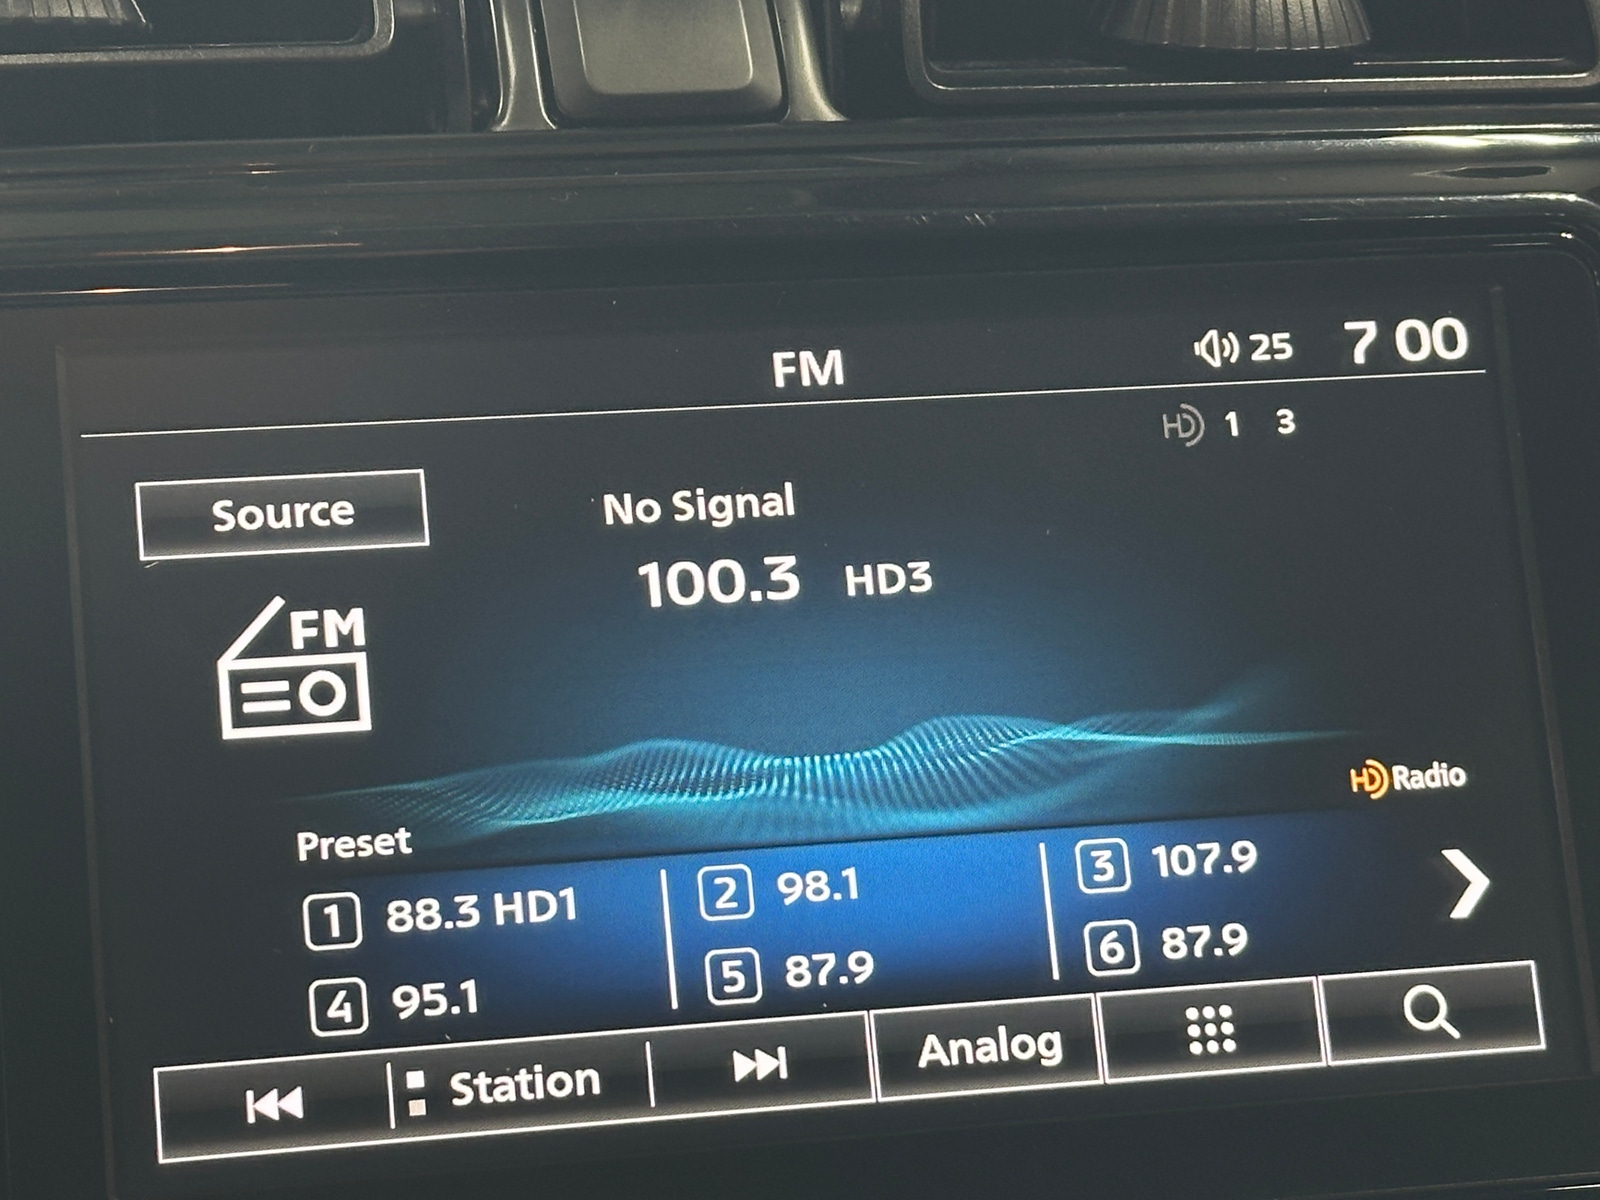 FM
25 7 00
HD 1 3
Source
No Signal
100.3 HD3
FM
HD Radio
Preset
1 88.3 HD1
2 98.1
3 107.9
4 95.1
5 87.9
6 87.9
Station
Analog